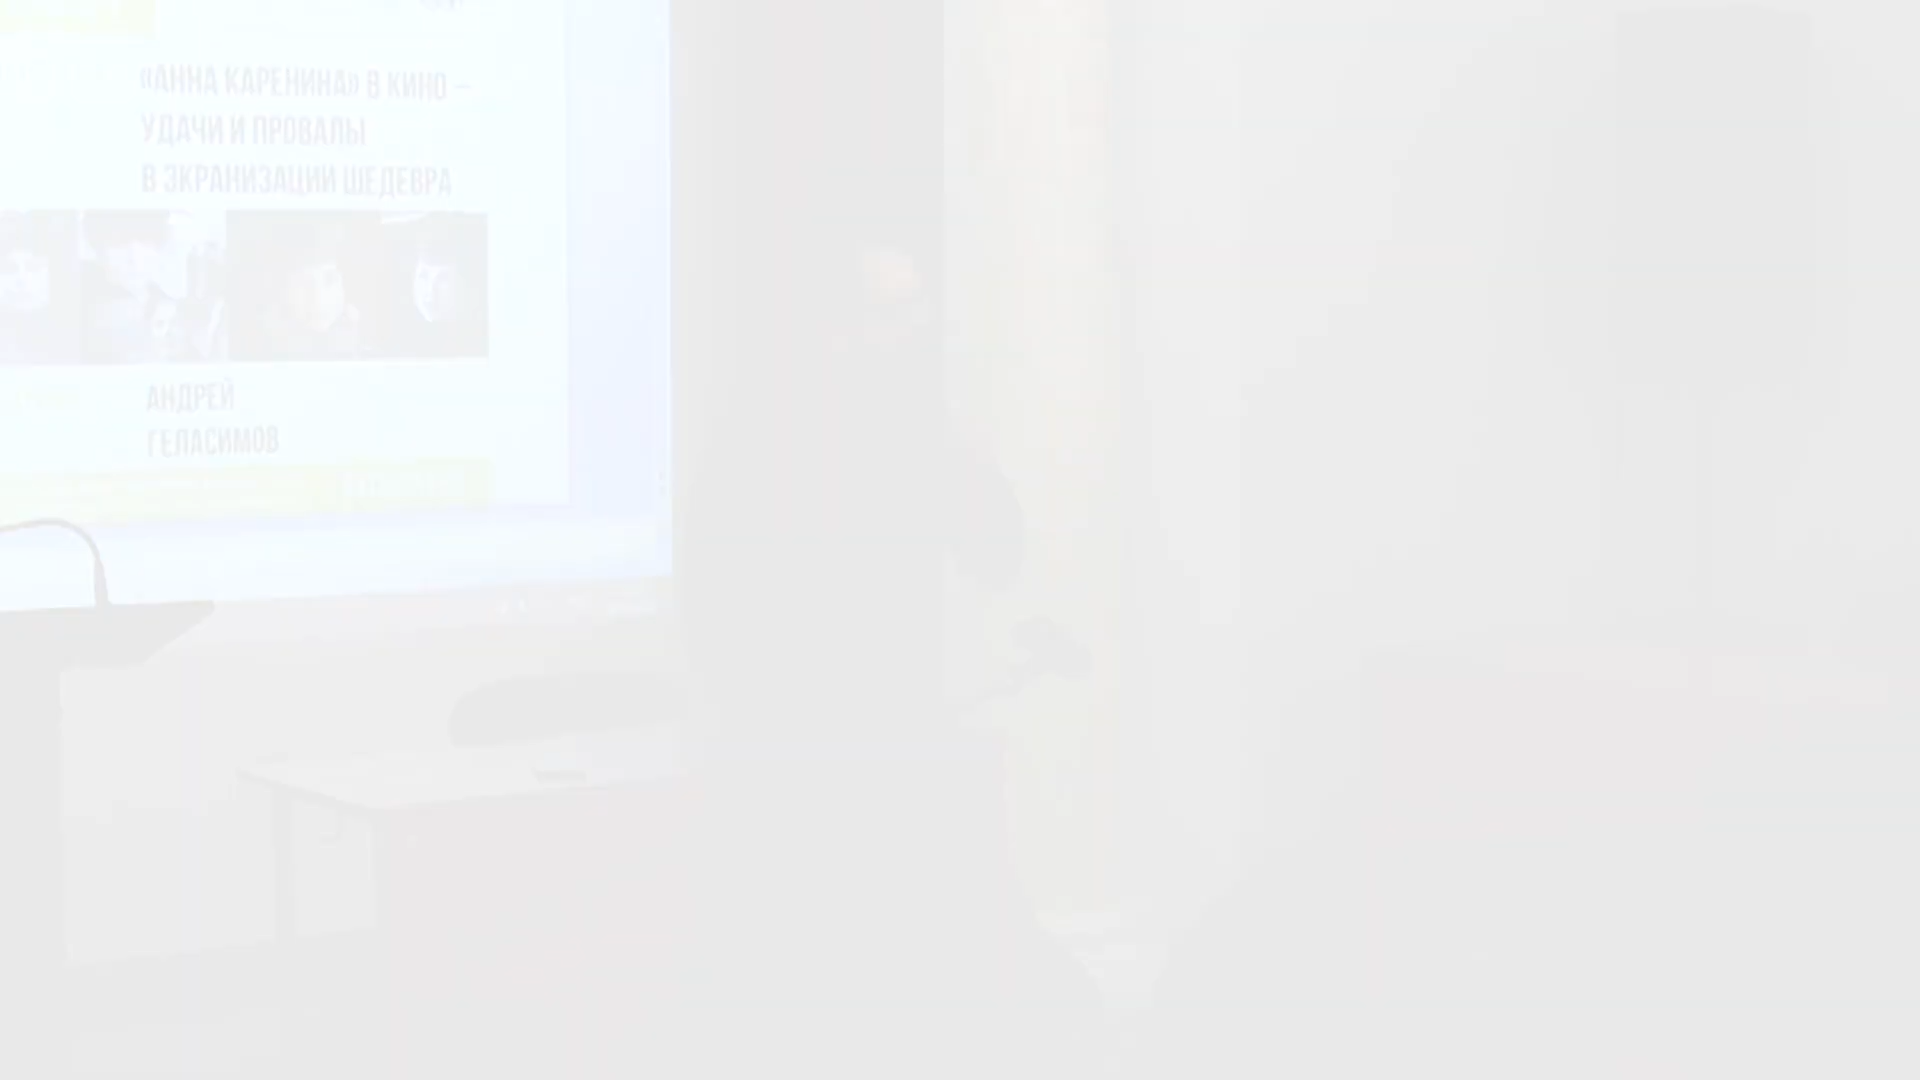 «АННА КАРЕНИНА» В КИНО –
УДАЧИ И ПРОВАЛЫ
В ЭКРАНИЗАЦИИ ШЕДЕВРА
АНДРЕЙ
ГЕЛАСИМОВ